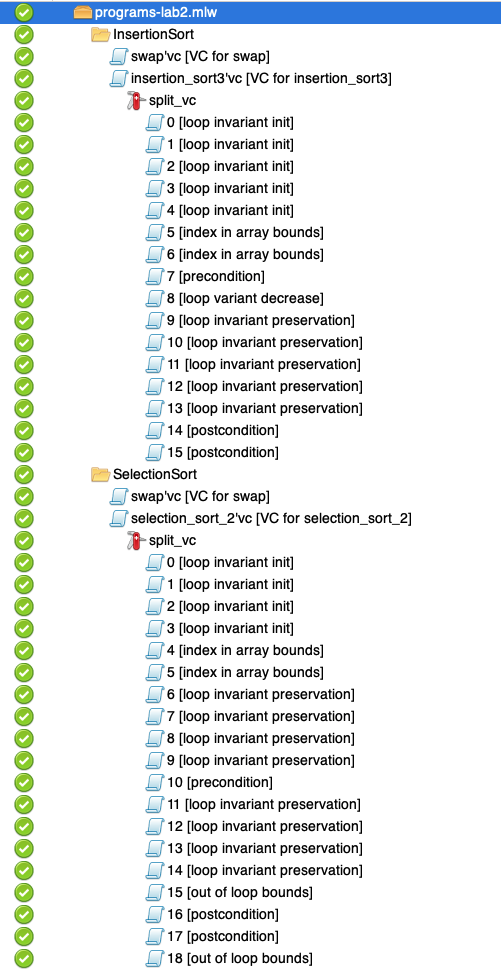 programs-lab2.mlw
InsertionSort
swap'vc [VC for swap]
insertion_sort3'vc [VC for insertion_sort3]
split_vc
0 [loop invariant init]
1 [loop invariant init]
2 [loop invariant init]
3 [loop invariant init]
4 [loop invariant init]
5 [index in array bounds]
6 [index in array bounds]
7 [precondition]
8 [loop variant decrease]
9 [loop invariant preservation]
10 [loop invariant preservation]
11 [loop invariant preservation]
12 [loop invariant preservation]
13 [loop invariant preservation]
14 [postcondition]
15 [postcondition]
SelectionSort
swap'vc [VC for swap]
selection_sort_2'vc [VC for selection_sort_2]
split_vc
0 [loop invariant init]
1 [loop invariant init]
2 [loop invariant init]
3 [loop invariant init]
4 [index in array bounds]
5 [index in array bounds]
6 [loop invariant preservation]
7 [loop invariant preservation]
8 [loop invariant preservation]
9 [loop invariant preservation]
10 [precondition]
11 [loop invariant preservation]
12 [loop invariant preservation]
13 [loop invariant preservation]
14 [loop invariant preservation]
15 [out of loop bounds]
16 [postcondition]
17 [postcondition]
18 [out of loop bounds]